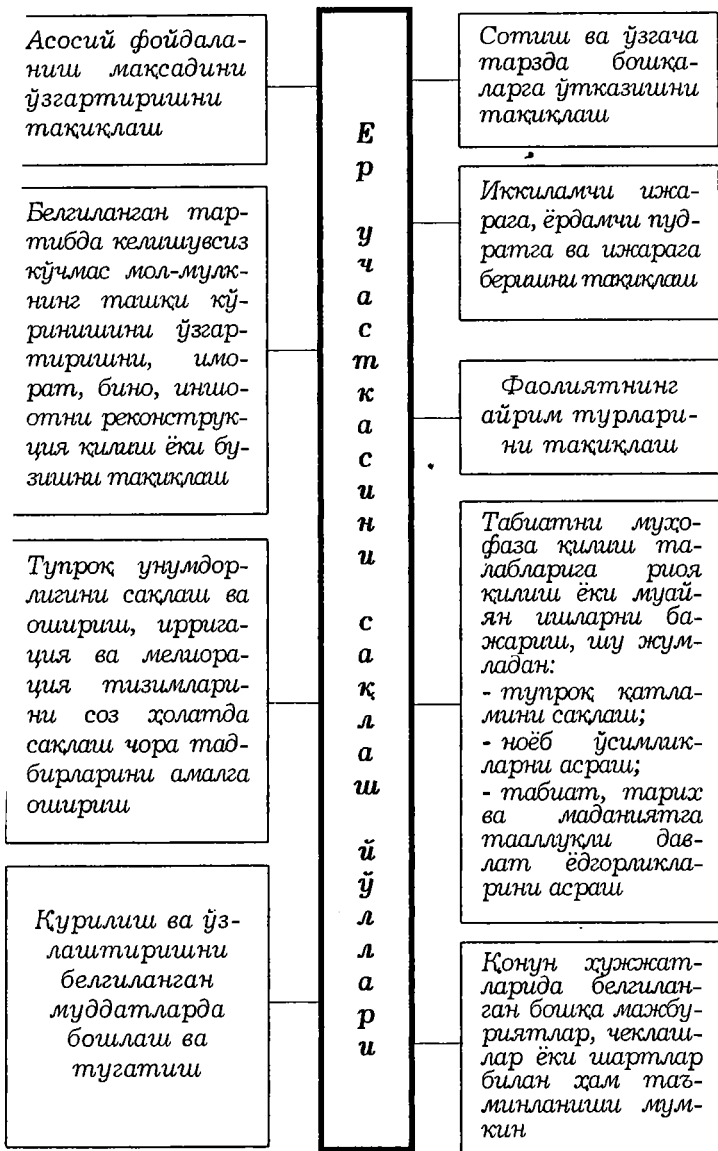 Асосий фойдала-
ниш мақсадини
ўзгартиришни
тақиқлаш
Белгиланган тар-
тибда келишувсиз
кўчмас мол-мулк-
нинг ташқи кў-
ринишини ўзгар-
тиришни, имо-
рат, бино, иншо-
отни реконструк-
ция қилиш ёки бу-
зишни тақиқлаш
Тупроқ унумдор-
лигини сақлаш ва
ошириш, иррига-
ция ва мелиора-
ция тизимлари-
ни соз ҳолатда
сақлаш чора тад-
бирларини амалга
ошириш
Қурилиш ва ўз-
лаштиришни
белгиланган
муддатларда
бошлаш ва
тугатиш
Ер участкасини сақлаш йўллари
Сотиш ва ўзгача
тарзда бошқа-
ларга ўтказишни
тақиқлаш
Иккиламчи ижа-
рага, ёрдамчи пуд-
ратга ва ижарага
беришни тақиқлаш
Фаолиятнинг
айрим турлари-
ни тақиқлаш
Табиатни муҳо-
фаза қилиш та-
лабларига риоя
қилиш ёки муай-
ян ишларни ба-
жариш, шу жум-
ладан:
- тупроқ қатла-
мини сақлаш;
- ноёб ўсимлик-
ларни асраш;
- табиат, тарих
ва маданиятга
тааллуқли дав-
лат ёдгорликла-
рини асраш
Қонун ҳужжат-
ларида белгилан-
ган бошқа мажбу-
риятлар, чеклаш-
лар ёки шартлар
билан ҳам таъ-
минланиши мум-
кин